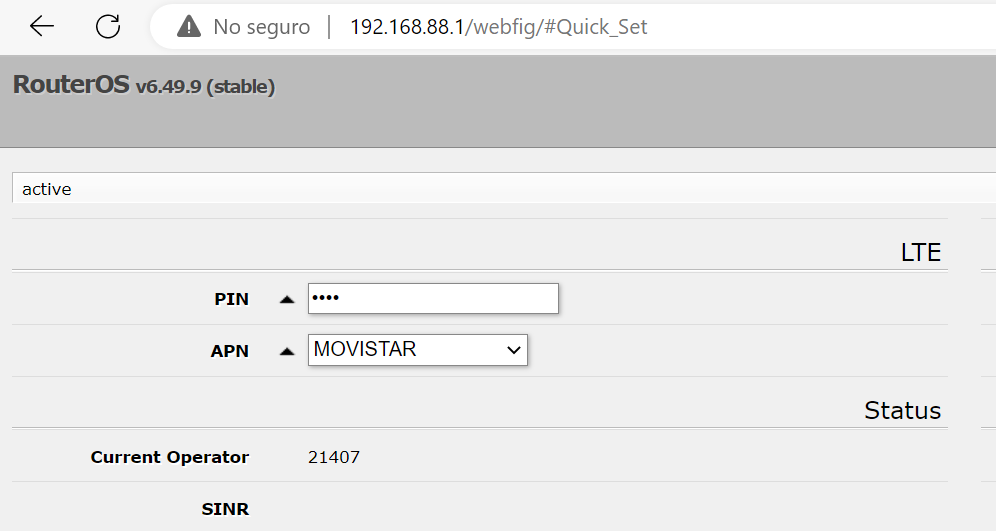 No seguro | 192.168.88.1/webfig/#Quick_Set
RouterOS v6.49.9 (stable)
active
LTE
PIN ••••
APN MOVISTAR
Status
Current Operator 21407
SINR